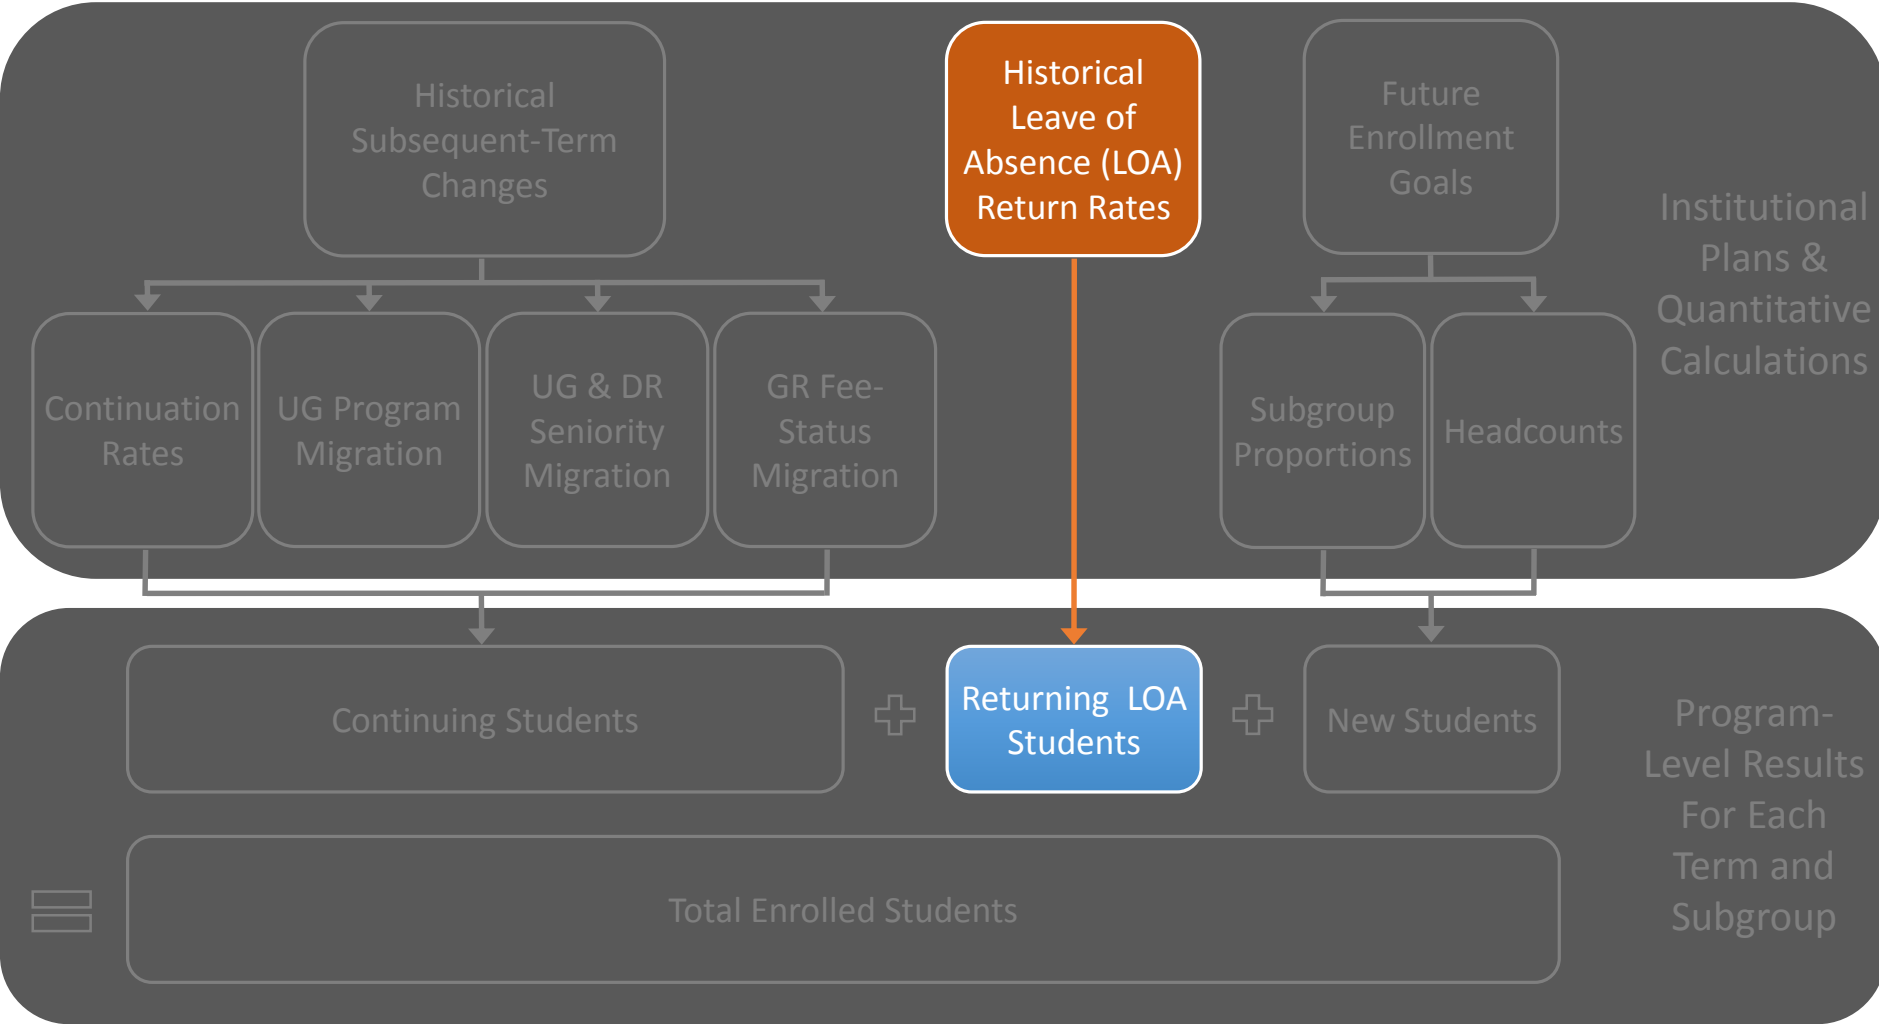 Historical
Subsequent-Term
Changes
Historical
Leave of
Absence (LOA)
Return Rates
Future
Enrollment
Goals
Institutional
Plans &
Quantitative
Calculations
Continuation
Rates
UG Program
Migration
UG & DR
Seniority
Migration
GR Fee-
Status
Migration
Subgroup
Proportions
Headcounts
Continuing Students
Returning LOA
Students
New Students
Program-
Level Results
For Each
Term and
Subgroup
Total Enrolled Students